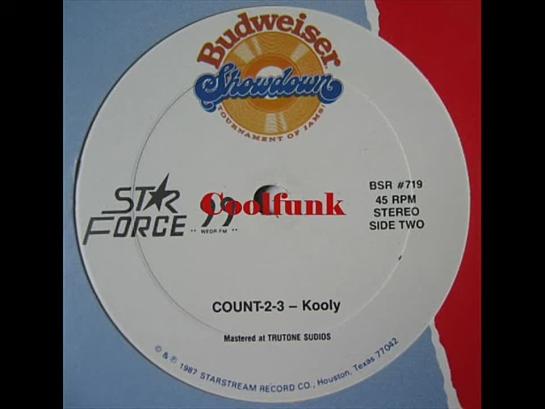 Budweiser
Showdown
TOURNAMENT OF JAMS
STAR
FORCE
99
WEDR-FM
Coolfunk
BSR #719
45 RPM
STEREO
SIDE TWO
COUNT-2-3 – Kooly
Mastered at TRUTONE SUDIOS
© & ℗ 1987 STARSTREAM RECORD CO., Houston, Texas 77042